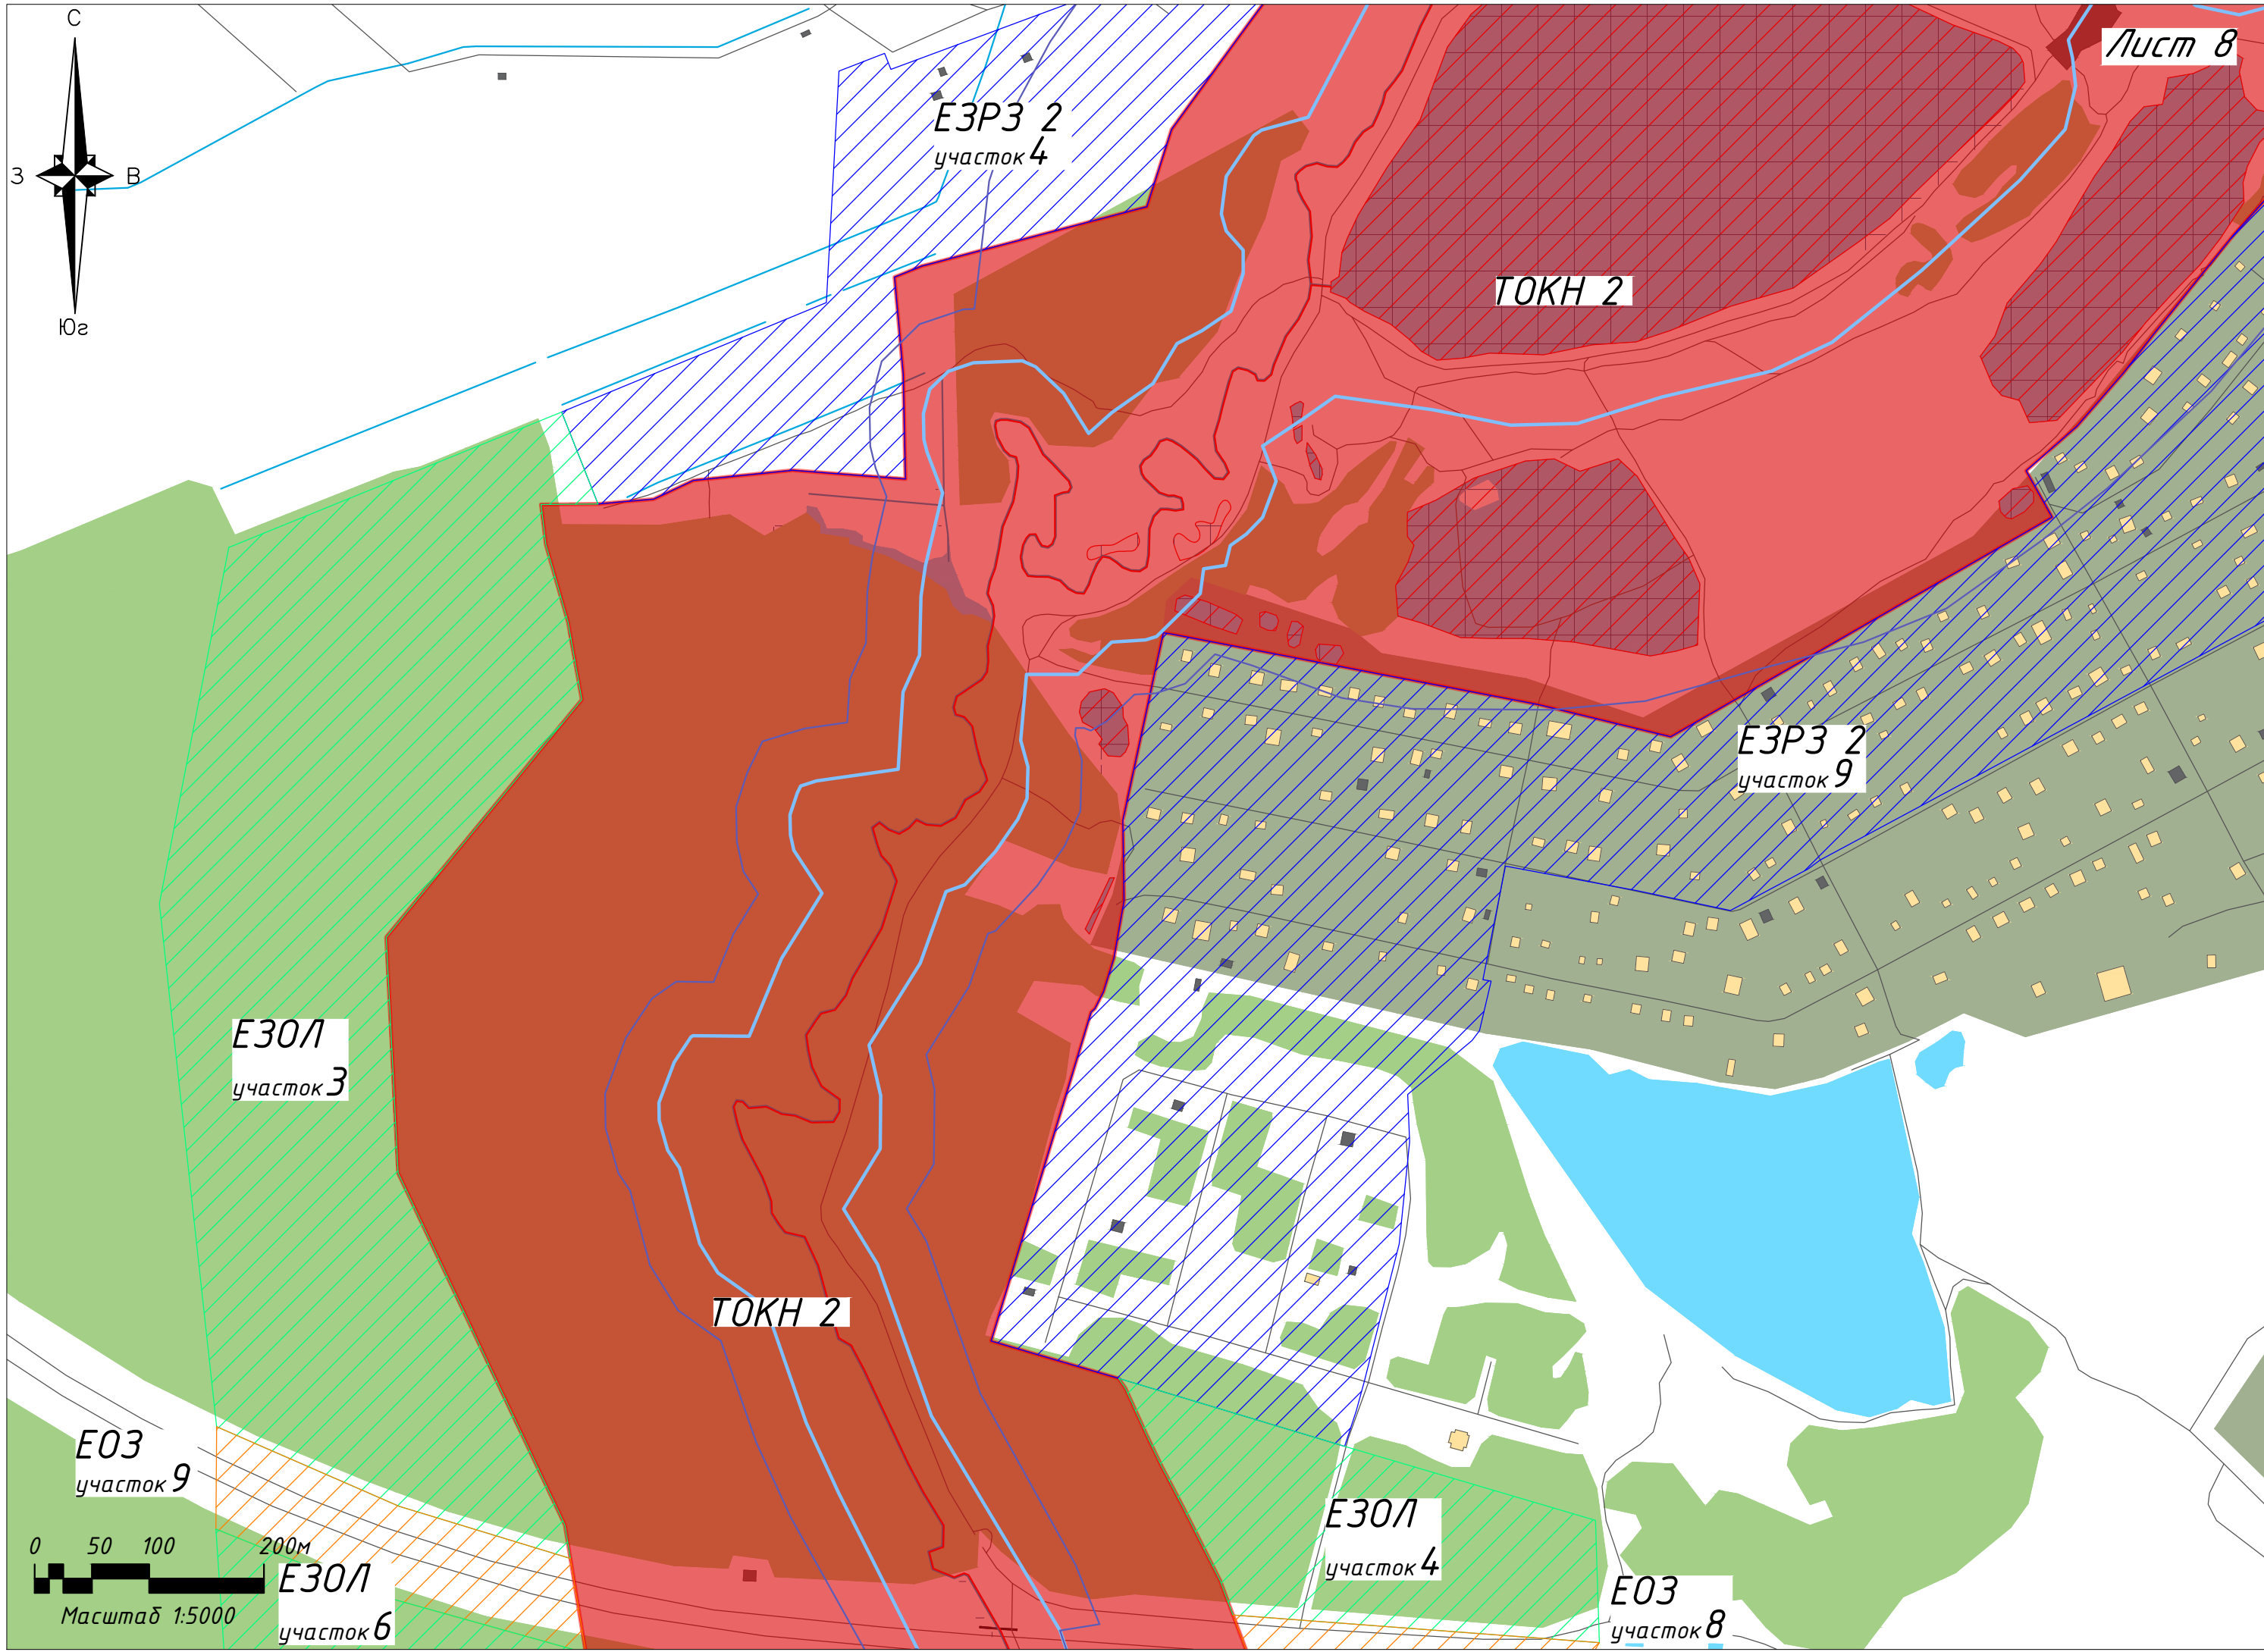 С
Лист 8
ЕЗРЗ 2
участок 4
З
В
ТОКН 2
Юг
ЕЗРЗ 2
участок 9
ЕЗОЛ
участок 3
ТОКН 2
ЕОЗ
участок 9
ЕЗОЛ
участок 4
0 50 100 200м
ЕЗОЛ
участок 6
Масштаб 1:5000
ЕОЗ
участок 8